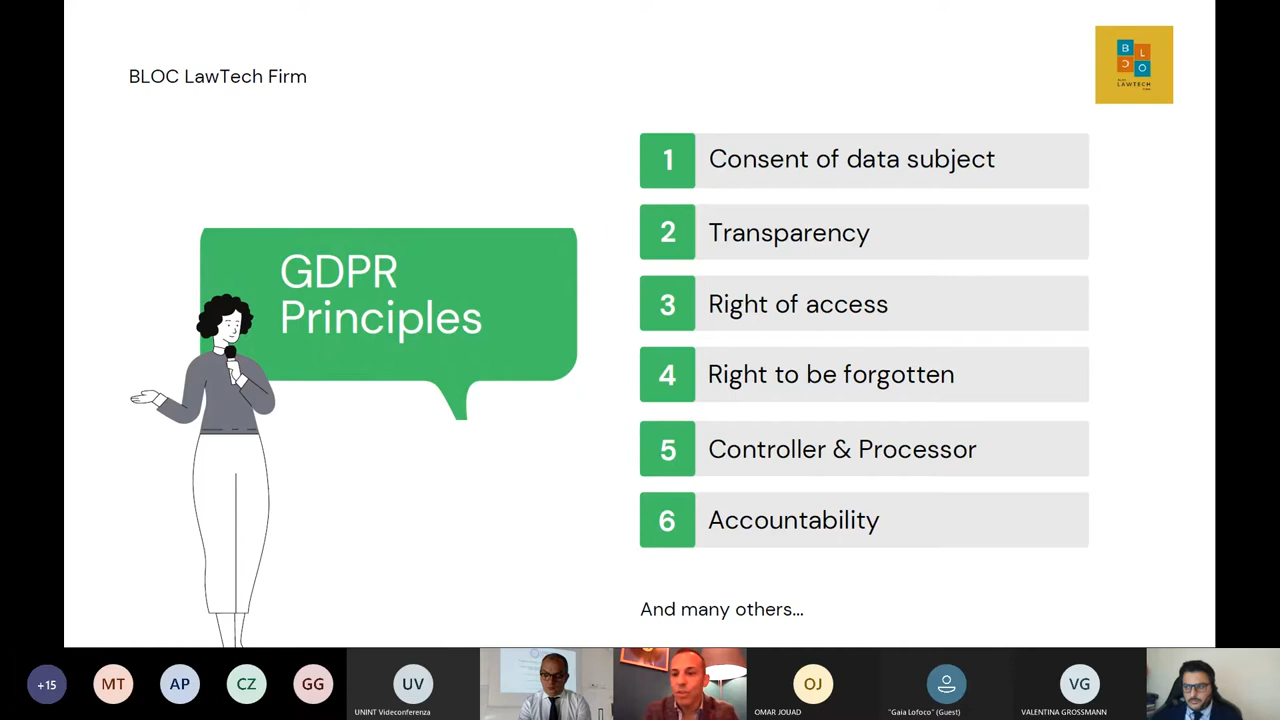 BLOC LawTech Firm
B
L
C
O
LAWTECH
GDPR
Principles
1 Consent of data subject
2 Transparency
3 Right of access
4 Right to be forgotten
5 Controller & Processor
6 Accountability
And many others...
+15
MT
AP
CZ
GG
UV
UNINT Videoconferenza
OJ
OMAR JOUAD
"Gaia Lofoco" (Guest)
VG
VALENTINA GROSSMANN